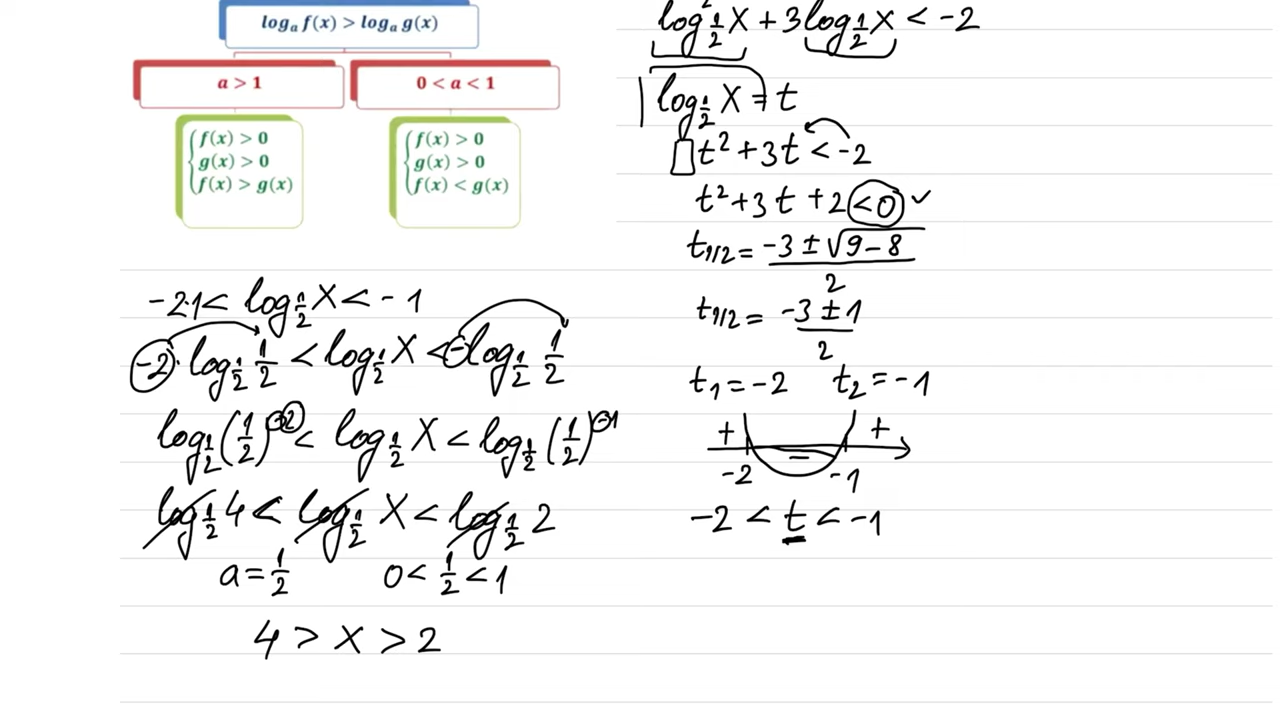 logₐ f(x) > logₐ g(x)
a > 1
0 < a < 1
{f(x) > 0
g(x) > 0
f(x) > g(x)
{f(x) > 0
g(x) > 0
f(x) < g(x)
-2·1 < log_{1/2} X < -1
-2· log_{1/2} 1/2 < log_{1/2} X < -log_{1/2} 1/2
log_{1/2} (1/2)^{-2} < log_{1/2} X < log_{1/2} (1/2)^{-1}
log_{1/2} 4 < log_{1/2} X < log_{1/2} 2
a = 1/2 0 < 1/2 < 1
4 > x > 2
log²_{1/2} X + 3log_{1/2} X < -2
log_{1/2} X = t
t² + 3t < -2
t² + 3t + 2 < 0 ✓
t_{1/2} = (-3 ± √(9 - 8))/2
t_{1/2} = (-3 ± 1)/2
t₁ = -2 t₂ = -1
+ − +
-2 -1
-2 < t < -1